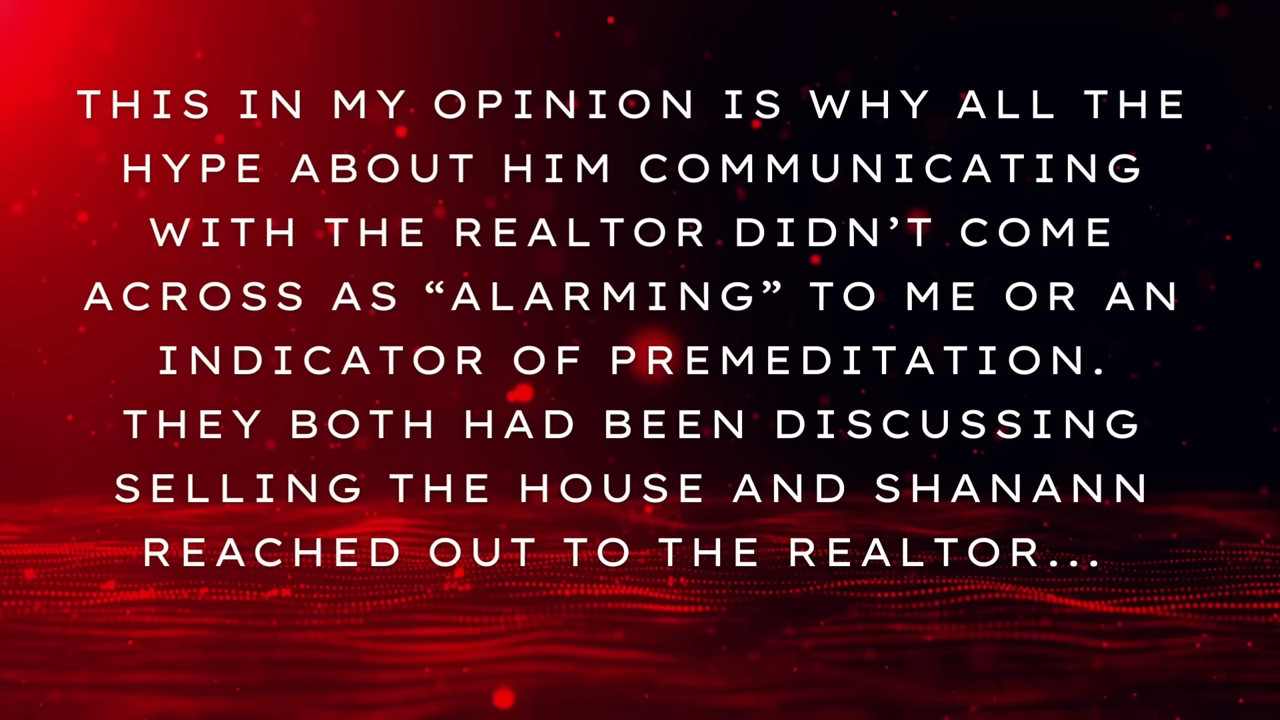 THIS IN MY OPINION IS WHY ALL THE
HYPE ABOUT HIM COMMUNICATING
WITH THE REALTOR DIDN’T COME
ACROSS AS “ALARMING” TO ME OR AN
INDICATOR OF PREMEDITATION.
THEY BOTH HAD BEEN DISCUSSING
SELLING THE HOUSE AND SHANANN
REACHED OUT TO THE REALTOR...